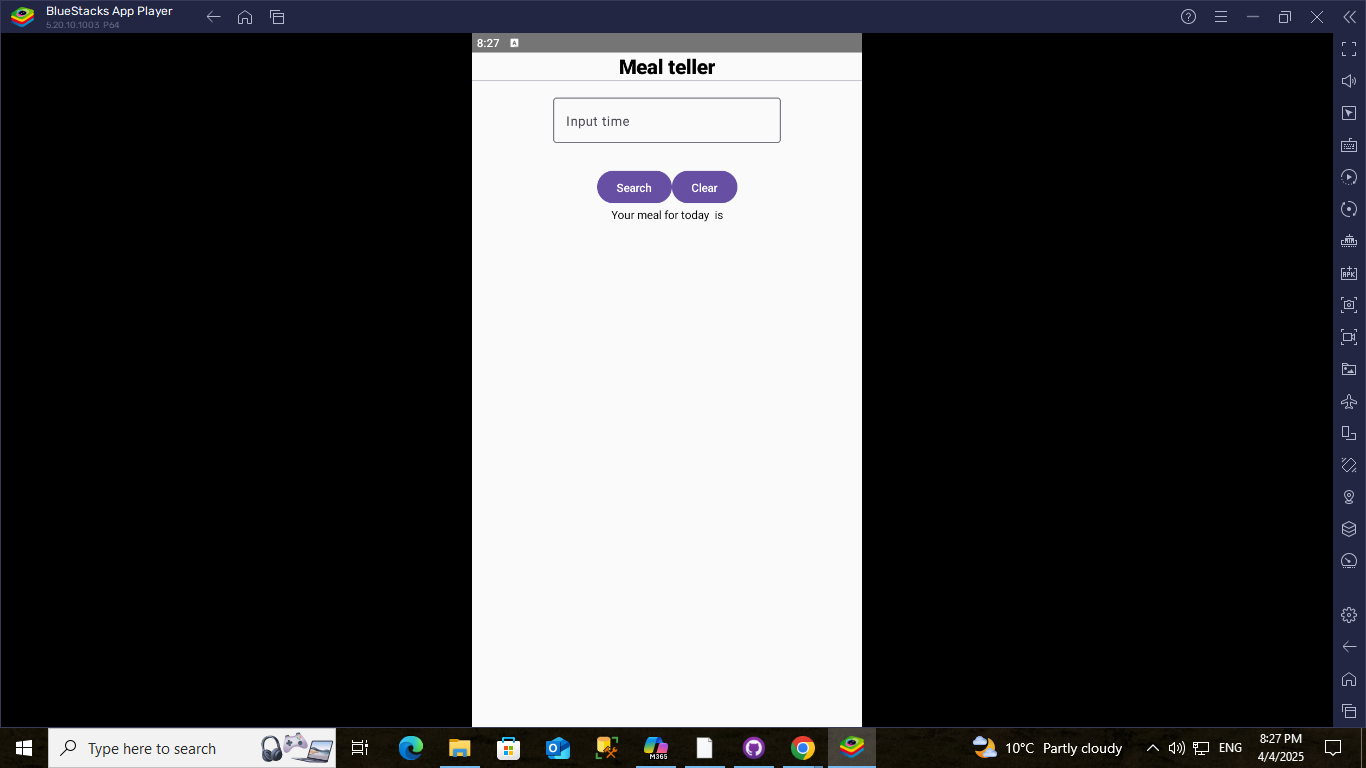 BlueStacks App Player
5.20.10.1003 P64
8:27
Meal teller
Input time
Search Clear
Your meal for today is
Type here to search
M365
10°C Partly cloudy
ENG
8:27 PM
4/4/2025